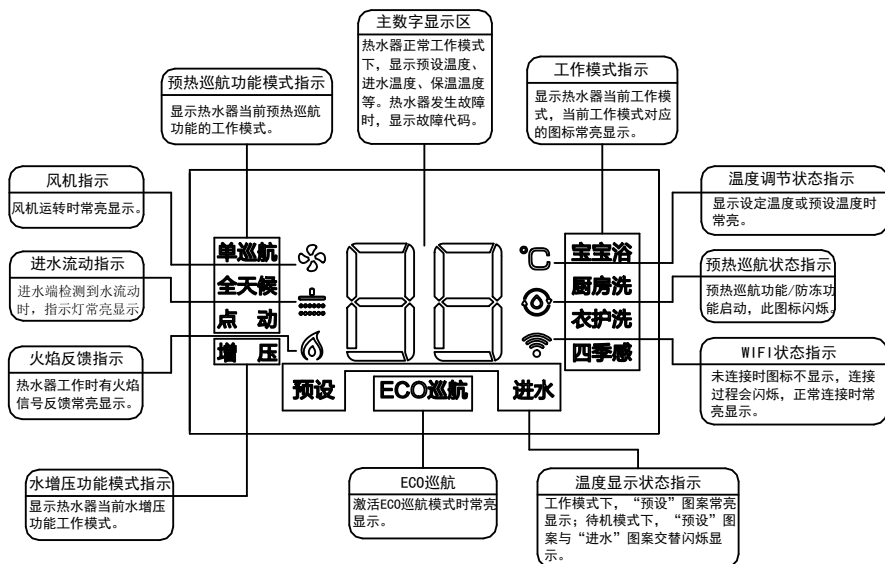 主数字显示区
热水器正常工作模式
下，显示预设温度、
进水温度、保温温度
等。热水器发生故障
时，显示故障代码。
预热巡航功能模式指示
显示热水器当前预热巡航
功能的工作模式。
工作模式指示
显示热水器当前工作模
式，当前工作模式对应
的图标常亮显示。
风机指示
风机运转时常亮显示。
进水流动指示
进水端检测到水流动
时，指示灯常亮显示
火焰反馈指示
热水器工作时有火焰
信号反馈常亮显示。
水增压功能模式指示
显示热水器当前水增压
功能工作模式。
单巡航
全天候
点 动
增 压
℃
宝宝浴
厨房洗
衣护洗
四季感
预设
ECO巡航
进水
温度调节状态指示
显示设定温度或预设温度时
常亮。
预热巡航状态指示
预热巡航功能/防冻功
能启动，此图标闪烁。
WIFI状态指示
未连接时图标不显示，连接
过程会闪烁，正常连接时常
亮显示。
ECO巡航
激活ECO巡航模式时常亮
显示。
温度显示状态指示
工作模式下，“预设”图案常亮
显示；待机模式下，“预设”图
案与“进水”图案交替闪烁显
示。